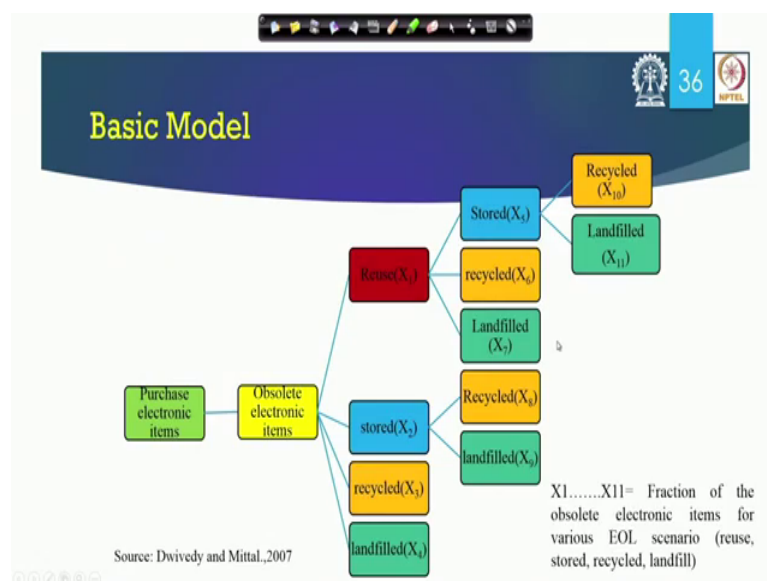 36
NPTEL
Basic Model
Recycled
(X₁₀)
Stored(X₅)
Landfilled
(X₁₁)
Reuse(X₁)
recycled(X₆)
Landfilled
(X₇)
Purchase
electronic
items
Obsolete
electronic
items
stored(X₂)
Recycled(X₈)
landfilled(X₉)
recycled(X₃)
landfilled(X₄)
X1…….X11= Fraction of the
obsolete electronic items for
various EOL scenario (reuse,
stored, recycled, landfill)
Source: Dwivedy and Mittal.,2007